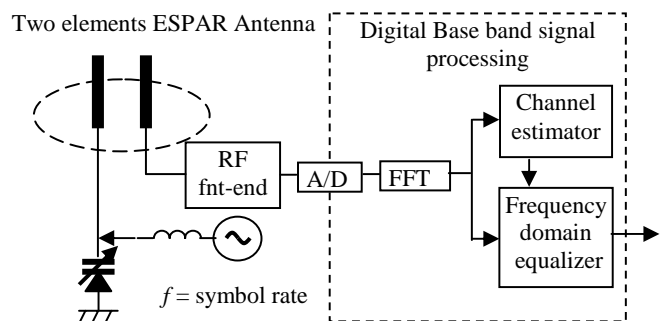 Two elements ESPAR Antenna
Digital Base band signal
processing
Channel
estimator
RF
fnt-end
A/D
FFT
Frequency
domain
equalizer
f = symbol rate